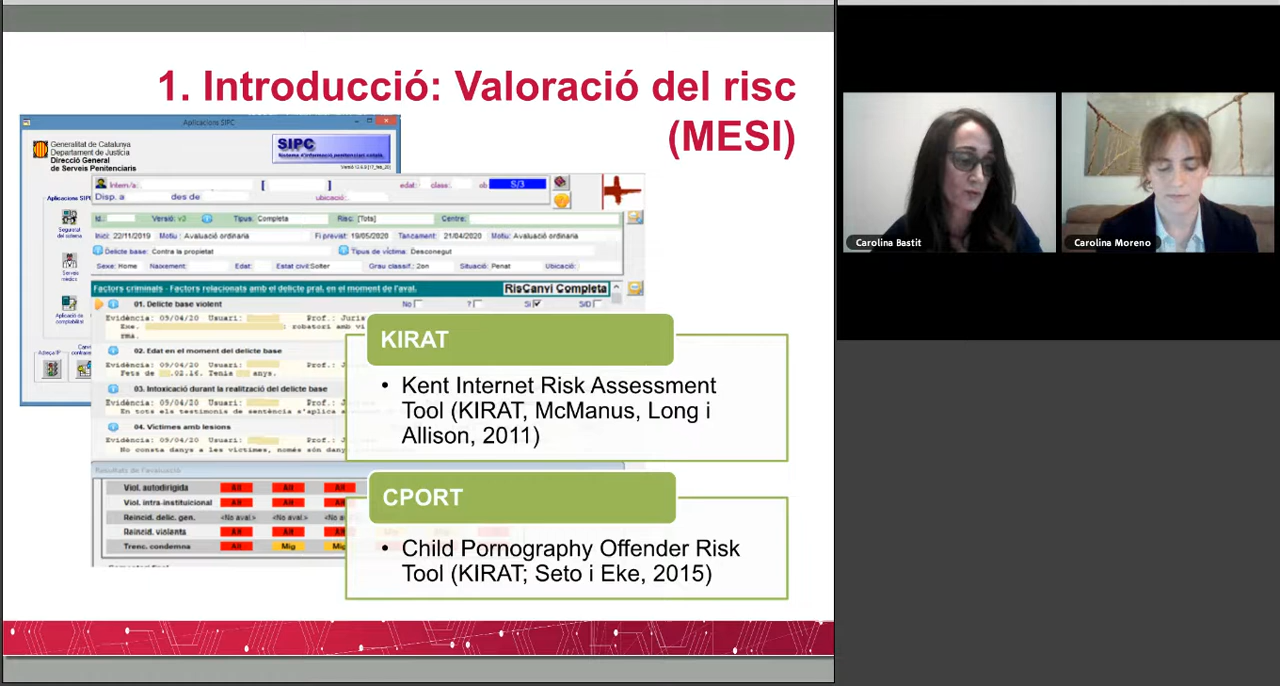 1. Introducció: Valoració del risc
(MESI)
Aplicacions SIPC
Generalitat de Catalunya
Departament de Justícia
Direcció General
de Serveis Penitenciaris
SIPC
Sistema d'informació penitenciari català
Aplicacions SIPC
Seguretat
del sistema
Serveis
mèdics
Aplicació de
comptabilitat
Intern/a: [ ] edat: class: ob S/3
Disp. a des de ubicació:
Id.: Versió: v3 Tipus: Completa Risc: [Tots] Centre:
Inici: 22/11/2019 Motiu: Avaluació ordinària Fi previst: 19/05/2020 Tancament: 21/04/2020 Motiu: Avaluació ordinària
Delicte base: Contra la propietat Tipus de víctima: Desconegut
Sexe: Home Naixement: Edat: Estat civil: Solter Grau classif.: 2on Situació: Penat Ubicació:
Factors criminals - Factors relacionats amb el delicte pral. en el moment de l'aval. RisCanvi Completa
01. Delicte base violent No ? Si S/D
Evidència: 09/04/20 Usuari: Prof.: Juris
Exe. : robatori amb vi
rma.
02. Edat en el moment del delicte base
Evidència: 09/04/20 Usuari: Prof.: J
Fets de .02.16. Tenia anys.
03. Intoxicació durant la realització del delicte base
Evidència: 09/04/20 Usuari: Prof.: J
En tots els testimonis de sentència s'aplica
04. Víctimes amb lesions
Evidència: 09/04/20 Usuari: Prof.: J
No consta danys a les víctimes, només són dany
Resultats de l'avaluació
Viol. autodirigida Alt Alt Alt
Viol. intra-institucional Alt Alt Alt
Reincid. delic. gen. <No aval.> <No aval.> <No a
Reincid. violenta Alt Alt Alt
Trenc. condemna Alt Mig Mig
KIRAT
• Kent Internet Risk Assessment
Tool (KIRAT, McManus, Long i
Allison, 2011)
CPORT
• Child Pornography Offender Risk
Tool (KIRAT; Seto i Eke, 2015)
Carolina Bastit
Carolina Moreno